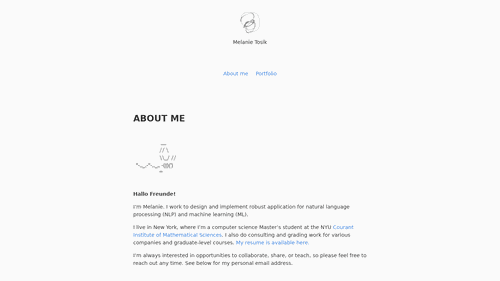 Melanie Tosik
About me
Portfolio
ABOUT ME
Hallo Freunde!
I'm Melanie. I work to design and implement robust application for natural language
processing (NLP) and machine learning (ML).
I live in New York, where I'm a computer science Master's student at the NYU Courant
Institute of Mathematical Sciences. I also do consulting and grading work for various
companies and graduate-level courses. My resume is available here.
I'm always interested in opportunities to collaborate, share, or teach, so please feel free to
reach out any time. See below for my personal email address.